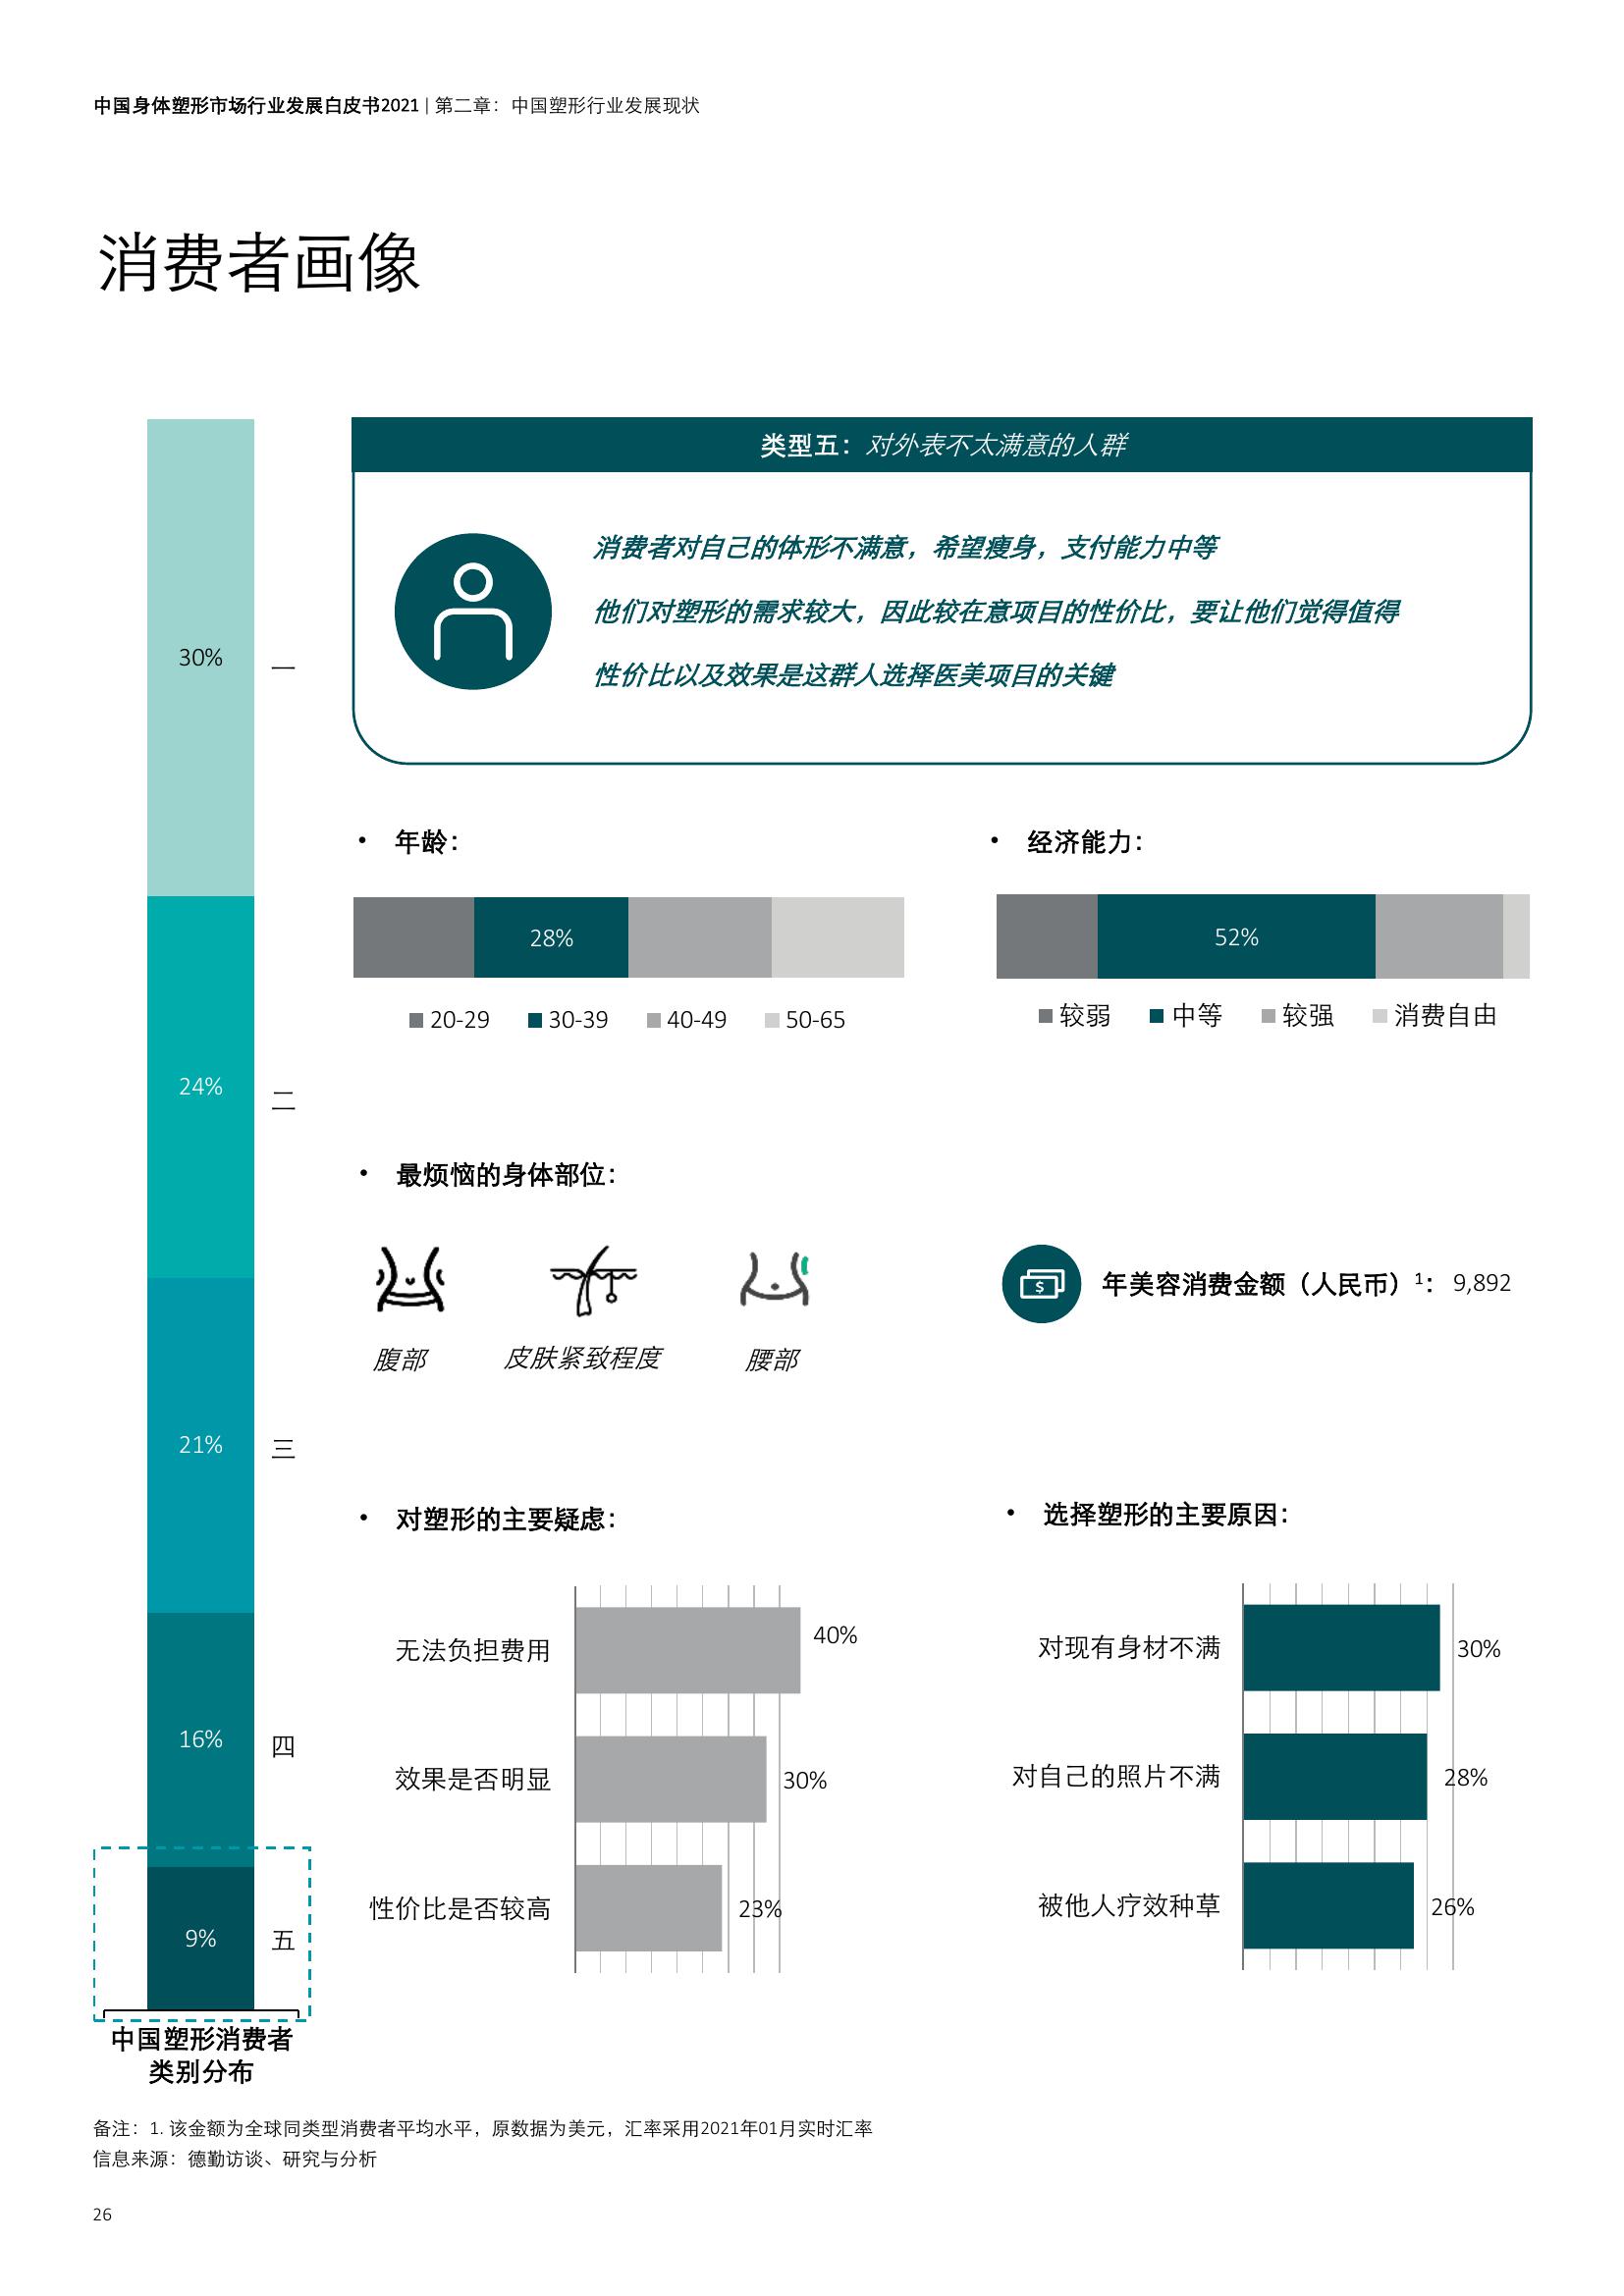 中国身体塑形市场行业发展白皮书2021 | 第二章：中国塑形行业发展现状
消费者画像
30%
一
24%
二
21%
三
16%
四
9%
五
中国塑形消费者
类别分布
类型五：对外表不太满意的人群
消费者对自己的体形不满意，希望瘦身，支付能力中等
他们对塑形的需求较大，因此较在意项目的性价比，要让他们觉得值得
性价比以及效果是这群人选择医美项目的关键
• 年龄：
28%
20-29 30-39 40-49 50-65
• 经济能力：
52%
较弱 中等 较强 消费自由
• 最烦恼的身体部位：
腹部 皮肤紧致程度 腰部
$
年美容消费金额（人民币）1： 9,892
• 对塑形的主要疑虑：
无法负担费用 40%
效果是否明显 30%
性价比是否较高 23%
• 选择塑形的主要原因：
对现有身材不满 30%
对自己的照片不满 28%
被他人疗效种草 26%
备注：1. 该金额为全球同类型消费者平均水平，原数据为美元，汇率采用2021年01月实时汇率
信息来源：德勤访谈、研究与分析
26